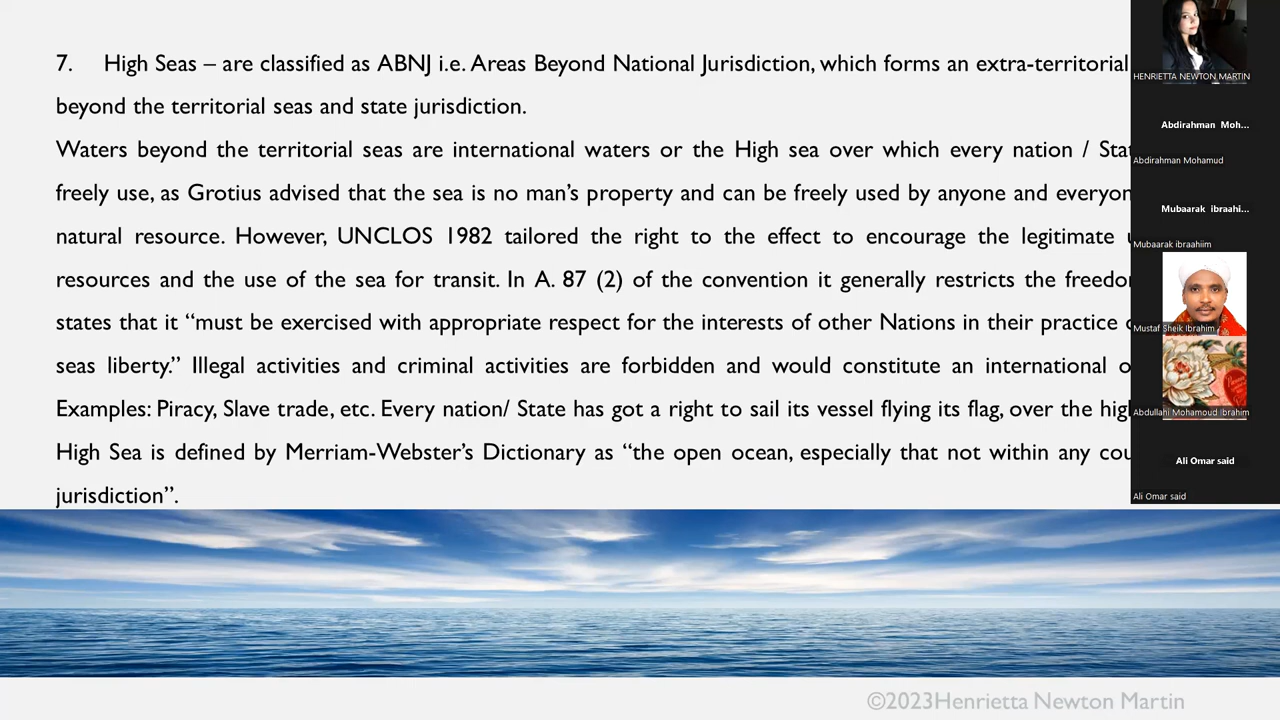 7. High Seas – are classified as ABNJ i.e. Areas Beyond National Jurisdiction, which forms an extra-territorial
beyond the territorial seas and state jurisdiction.
Waters beyond the territorial seas are international waters or the High sea over which every nation /
freely use, as Grotius advised that the sea is no man’s property and can be freely used by anyone and
natural resource. However, UNCLOS 1982 tailored the right to the effect to encourage the legitimate
resources and the use of the sea for transit. In A. 87 (2) of the convention it generally restricts the
states that it “must be exercised with appropriate respect for the interests of other Nations in their practice
seas liberty.” Illegal activities and criminal activities are forbidden and would constitute an international
Examples: Piracy, Slave trade, etc. Every nation/ State has got a right to sail its vessel flying its flag, over the
High Sea is defined by Merriam-Webster’s Dictionary as “the open ocean, especially that not within any
jurisdiction”.
HENRIETTA NEWTON MARTIN
Abdirahman Moh...
Abdirahman Mohamud
Mubaarak ibraahi...
Mubaarak ibraahiim
Mustaf Sheik Ibrahim
Abdullahi Mohamoud Ibrahim
Ali Omar said
Ali Omar said
©2023Henrietta Newton Martin